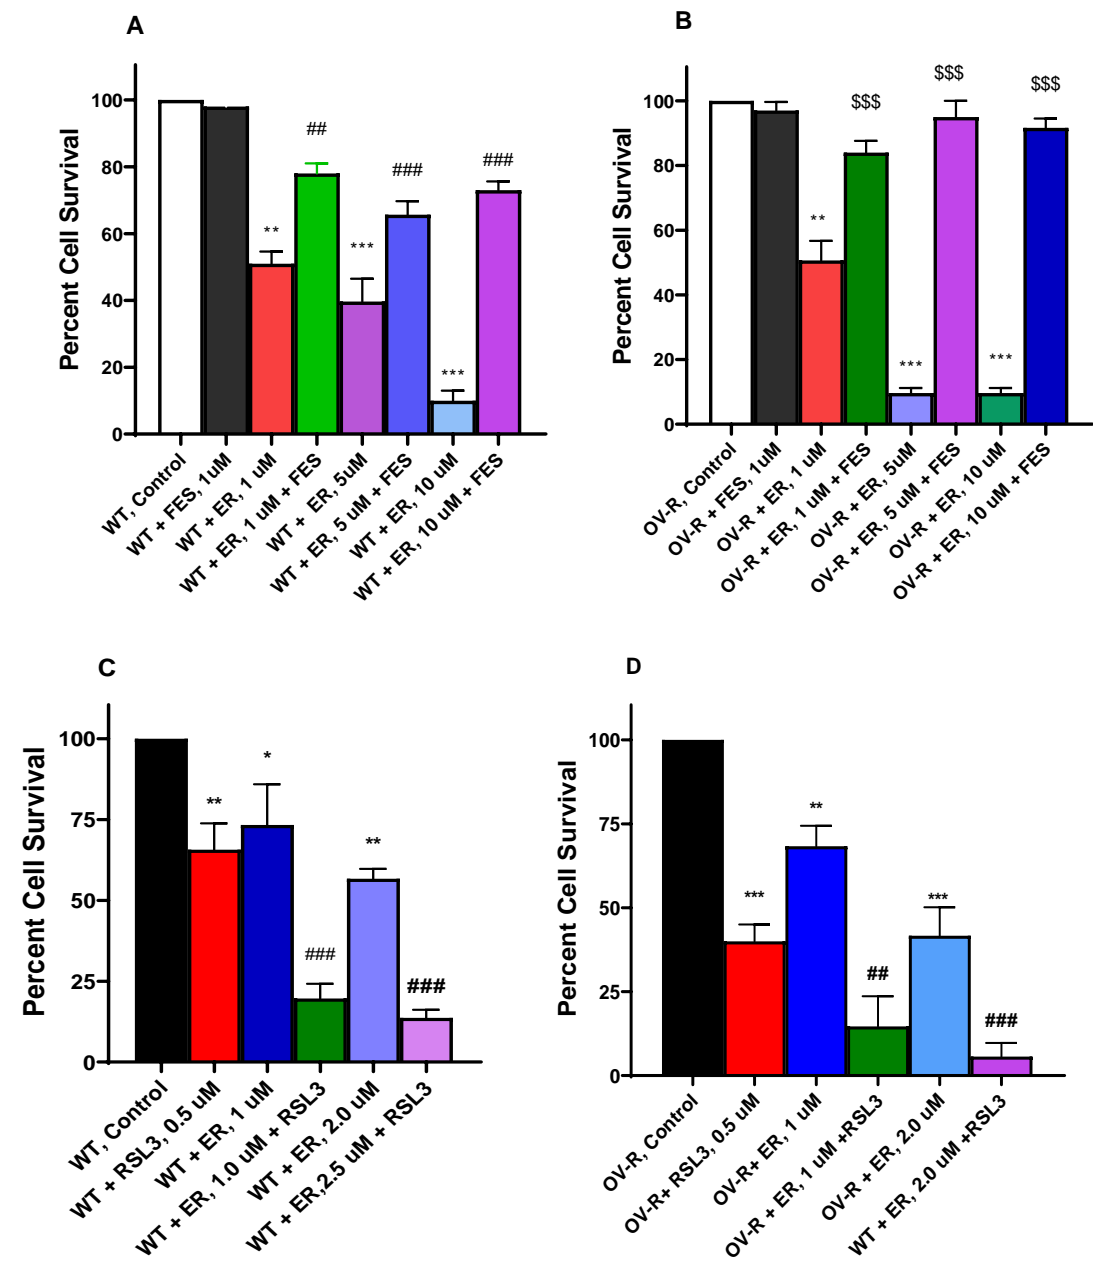 A
Percent Cell Survival
100
80
60
40
20
0
**
##
***
###
***
###
WT, Control
WT + FES, 1uM
WT + ER, 1 uM
WT + ER, 1 uM + FES
WT + ER, 5uM
WT + ER, 5 uM + FES
WT + ER, 10 uM
WT + ER, 10 uM + FES
B
Percent Cell Survival
100
80
60
40
20
0
**
$$$
***
$$$
***
$$$
OV-R, Control
OV-R + FES, 1uM
OV-R + ER, 1 uM
OV-R + ER, 1 uM + FES
OV-R + ER, 5uM
OV-R + ER, 5 uM + FES
OV-R + ER, 10 uM
OV-R + ER, 10 uM + FES
C
Percent Cell Survival
100
75
50
25
0
**
*
###
**
###
WT, Control
WT + RSL3, 0.5 uM
WT + ER, 1 uM
WT + ER, 1.0 uM + RSL3
WT + ER, 2.0 uM
WT + ER,2.5 uM + RSL3
D
Percent Cell Survival
100
75
50
25
0
***
**
##
***
###
OV-R, Control
OV-R+ RSL3, 0.5 uM
OV-R+ ER, 1 uM
OV-R + ER, 1 uM +RSL3
OV-R + ER, 2.0 uM
WT + ER, 2.0 uM +RSL3